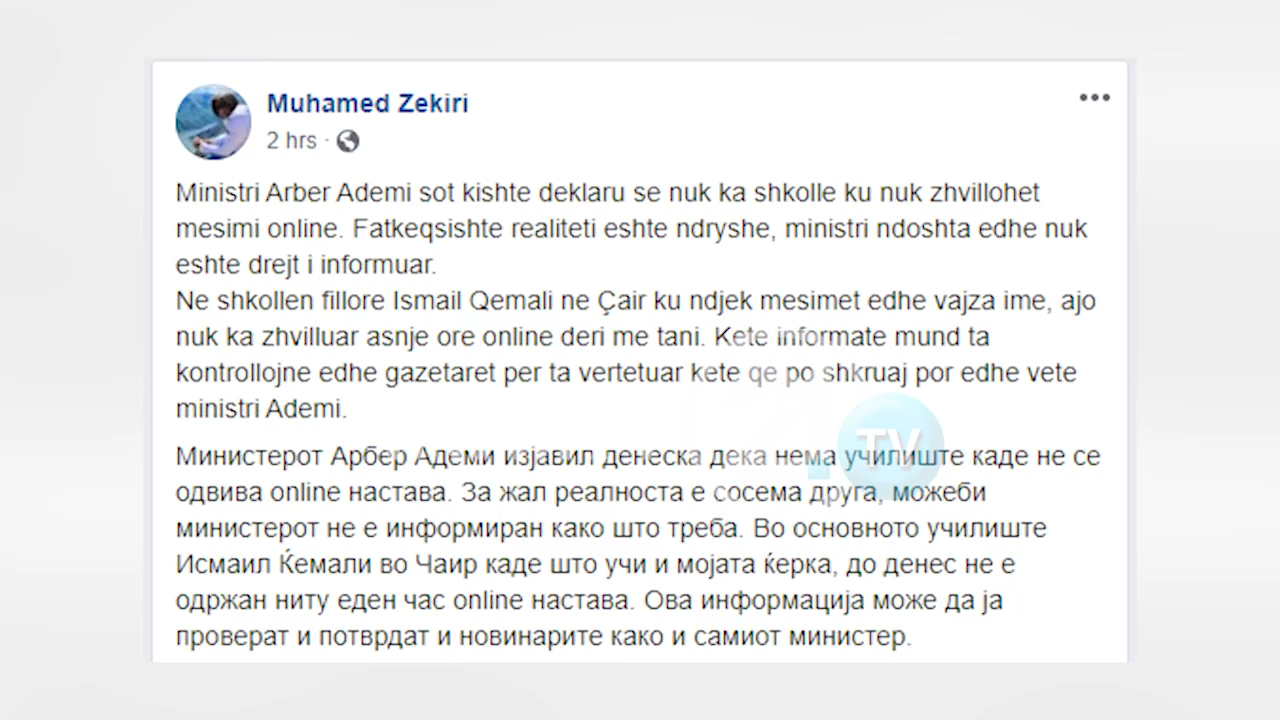 Muhamed Zekiri
2 hrs ·
Ministri Arber Ademi sot kishte deklaru se nuk ka shkolle ku nuk zhvillohet
mesimi online. Fatkeqsishte realiteti eshte ndryshe, ministri ndoshta edhe nuk
eshte drejt i informuar.
Ne shkollen fillore Ismail Qemali ne Çair ku ndjek mesimet edhe vajza ime, ajo
nuk ka zhvilluar asnje ore online deri me tani. Kete informate mund ta
kontrollojne edhe gazetaret per ta vertetuar kete qe po shkruaj por edhe vete
ministri Ademi.
TV
Министерот Арбер Адеми изјавил денеска дека нема училиште каде не се
одвива online настава. За жал реалноста е сосема друга, можеби
министерот не е информиран како што треба. Во основното училиште
Исмаил Ќемали во Чаир каде што учи и мојата ќерка, до денес не е
одржан ниту еден час online настава. Ова информација може да ја
проверат и потврдат и новинарите како и самиот министер.